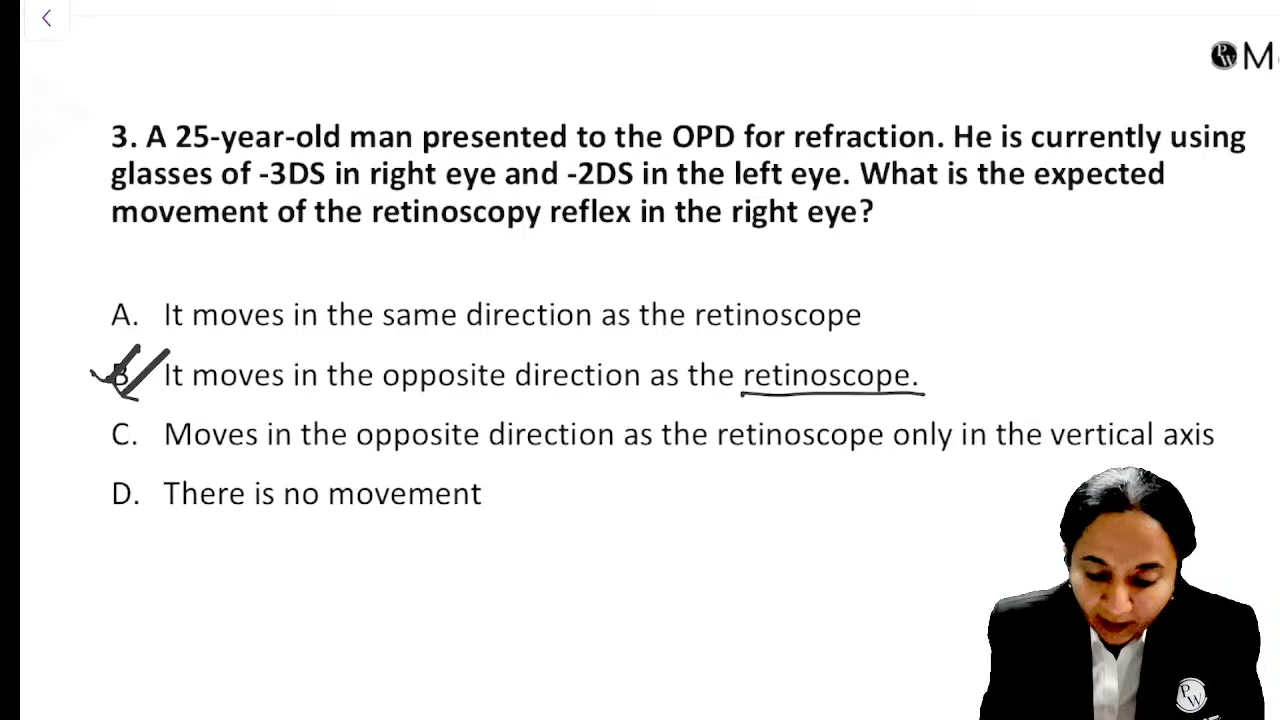 PW M
3. A 25-year-old man presented to the OPD for refraction. He is currently using
glasses of -3DS in right eye and -2DS in the left eye. What is the expected
movement of the retinoscopy reflex in the right eye?
A. It moves in the same direction as the retinoscope
B. It moves in the opposite direction as the retinoscope.
C. Moves in the opposite direction as the retinoscope only in the vertical axis
D. There is no movement
PW